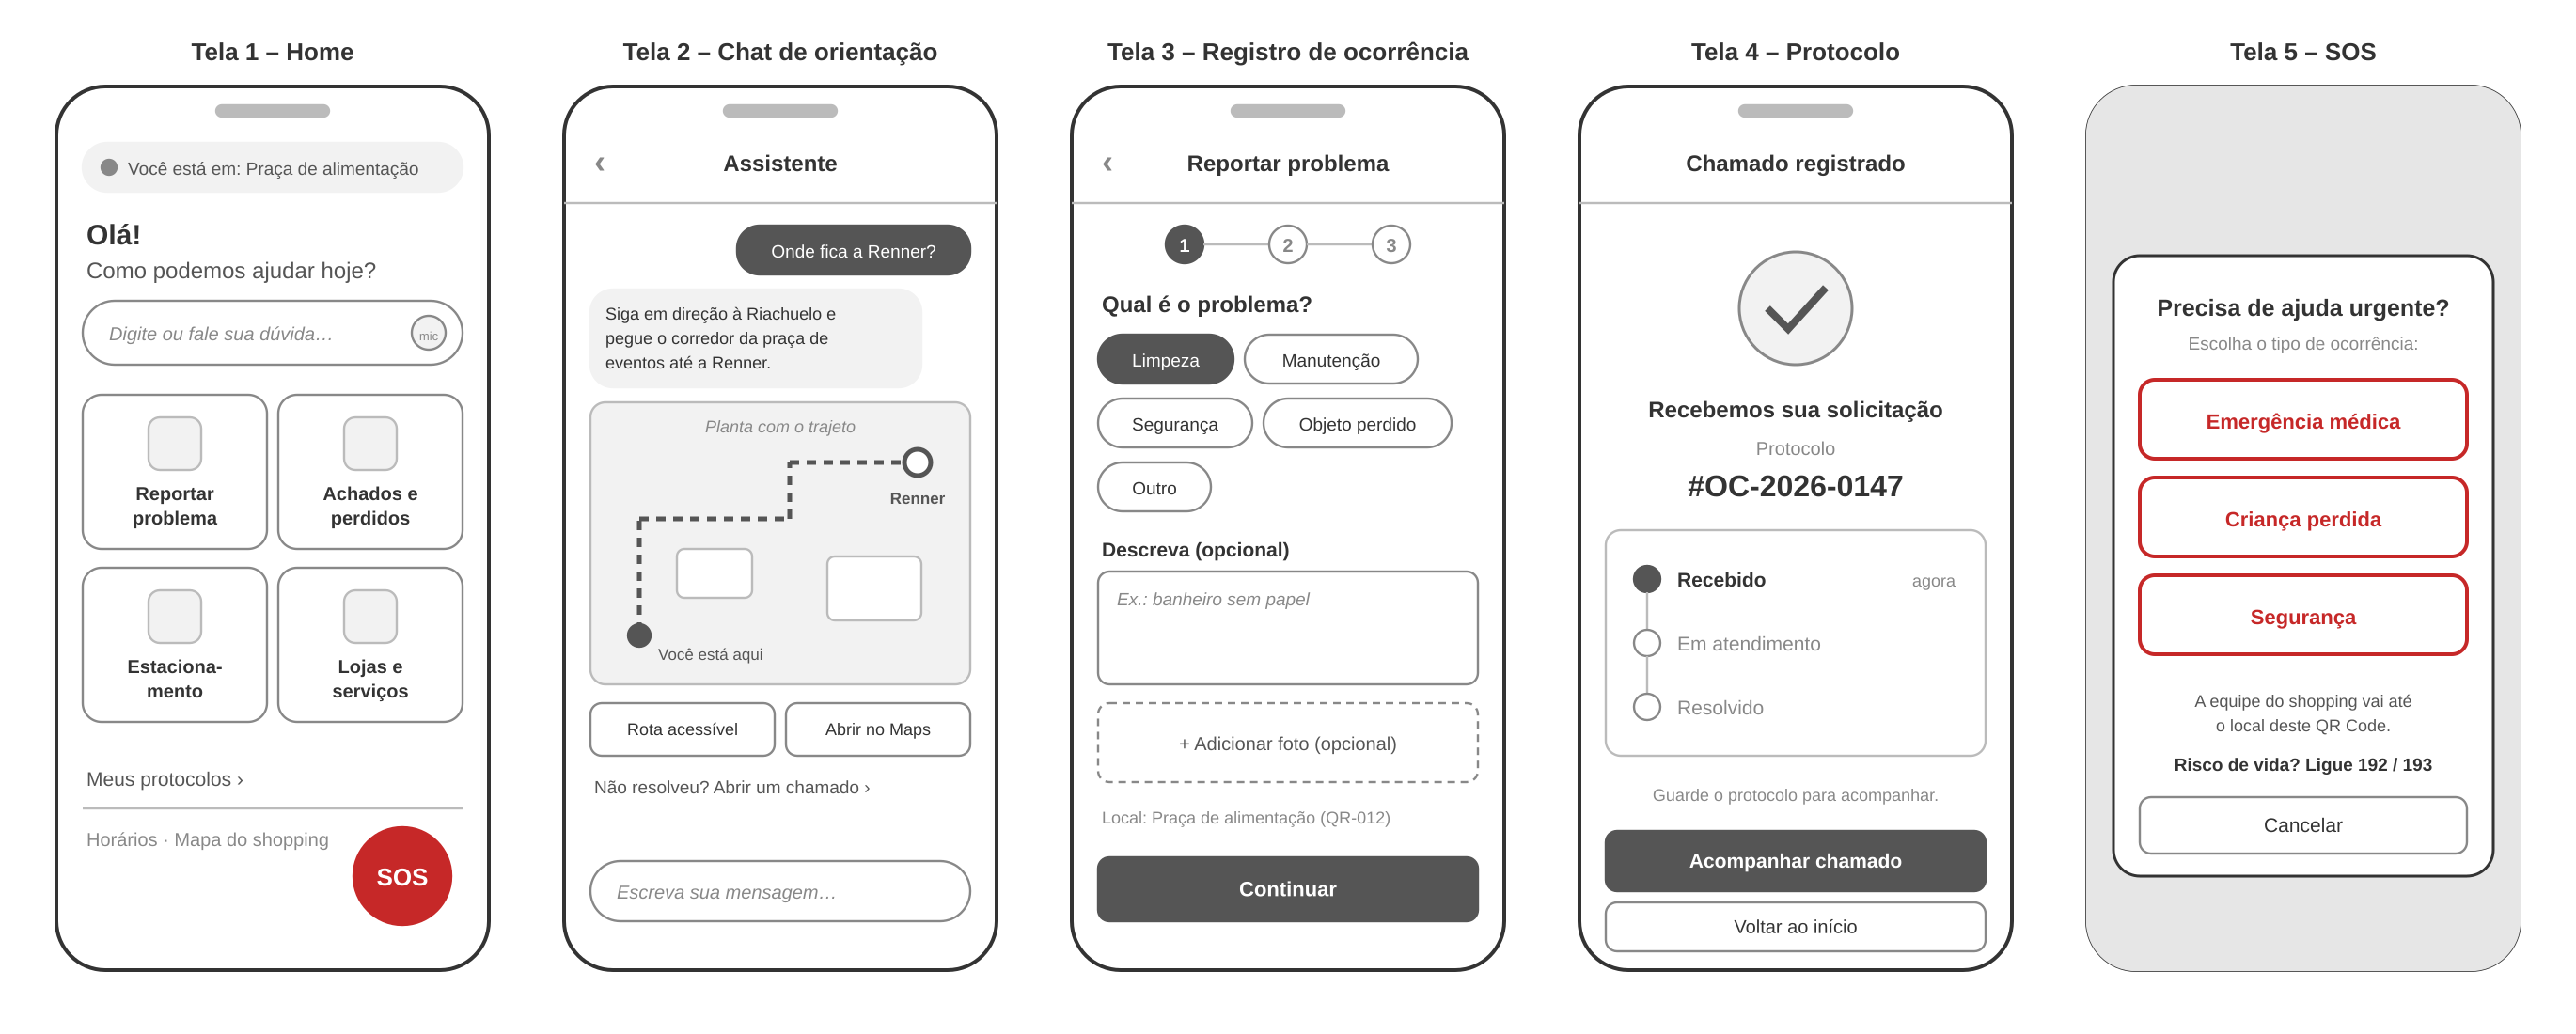 Tela 1 – Home
Você está em: Praça de alimentação
Olá!
Como podemos ajudar hoje?
Digite ou fale sua dúvida…
mic
Reportar
problema
Achados e
perdidos
Estaciona-
mento
Lojas e
serviços
Meus protocolos ›
Horários · Mapa do shopping
SOS
Tela 2 – Chat de orientação
‹ Assistente
Onde fica a Renner?
Siga em direção à Riachuelo e
pegue o corredor da praça de
eventos até a Renner.
Planta com o trajeto
Renner
Você está aqui
Rota acessível
Abrir no Maps
Não resolveu? Abrir um chamado ›
Escreva sua mensagem…
Tela 3 – Registro de ocorrência
‹ Reportar problema
1 2 3
Qual é o problema?
Limpeza
Manutenção
Segurança
Objeto perdido
Outro
Descreva (opcional)
Ex.: banheiro sem papel
+ Adicionar foto (opcional)
Local: Praça de alimentação (QR-012)
Continuar
Tela 4 – Protocolo
Chamado registrado
Recebemos sua solicitação
Protocolo
#OC-2026-0147
Recebido agora
Em atendimento
Resolvido
Guarde o protocolo para acompanhar.
Acompanhar chamado
Voltar ao início
Tela 5 – SOS
Precisa de ajuda urgente?
Escolha o tipo de ocorrência:
Emergência médica
Criança perdida
Segurança
A equipe do shopping vai até
o local deste QR Code.
Risco de vida? Ligue 192 / 193
Cancelar